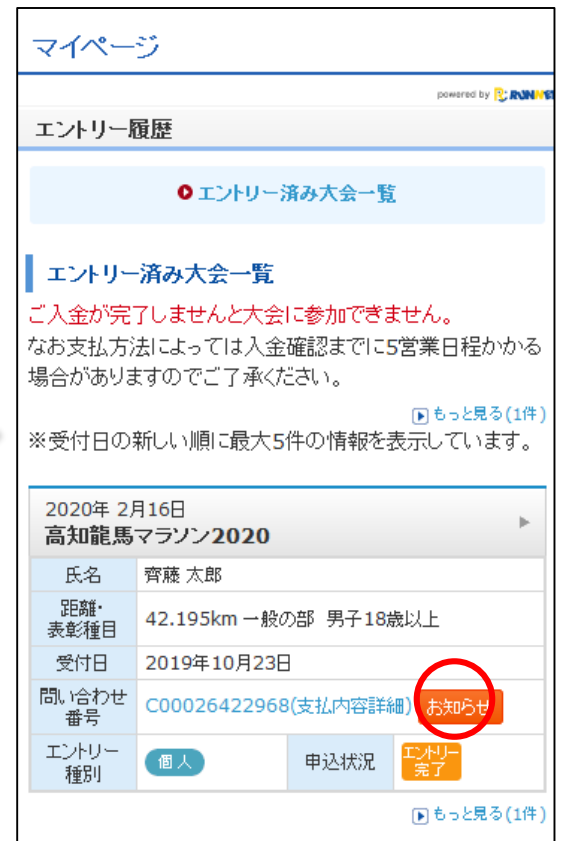 マイページ
powered by RUNNET
エントリー履歴
エントリー済み大会一覧
エントリー済み大会一覧
ご入金が完了しませんと大会に参加できません。
なお支払方法によっては入金確認までに5営業日程かかる
場合がありますのでご了承ください。
もっと見る(1件)
※受付日の新しい順に最大5件の情報を表示しています。
2020年 2月16日
高知龍馬マラソン2020
氏名 齊藤 太郎
距離・
表彰種目
42.195km 一般の部 男子18歳以上
受付日 2019年10月23日
問い合わせ
番号
C00026422968(支払内容詳細) お知らせ
エントリー
種別
個人 申込状況
エントリー
完了
もっと見る(1件)